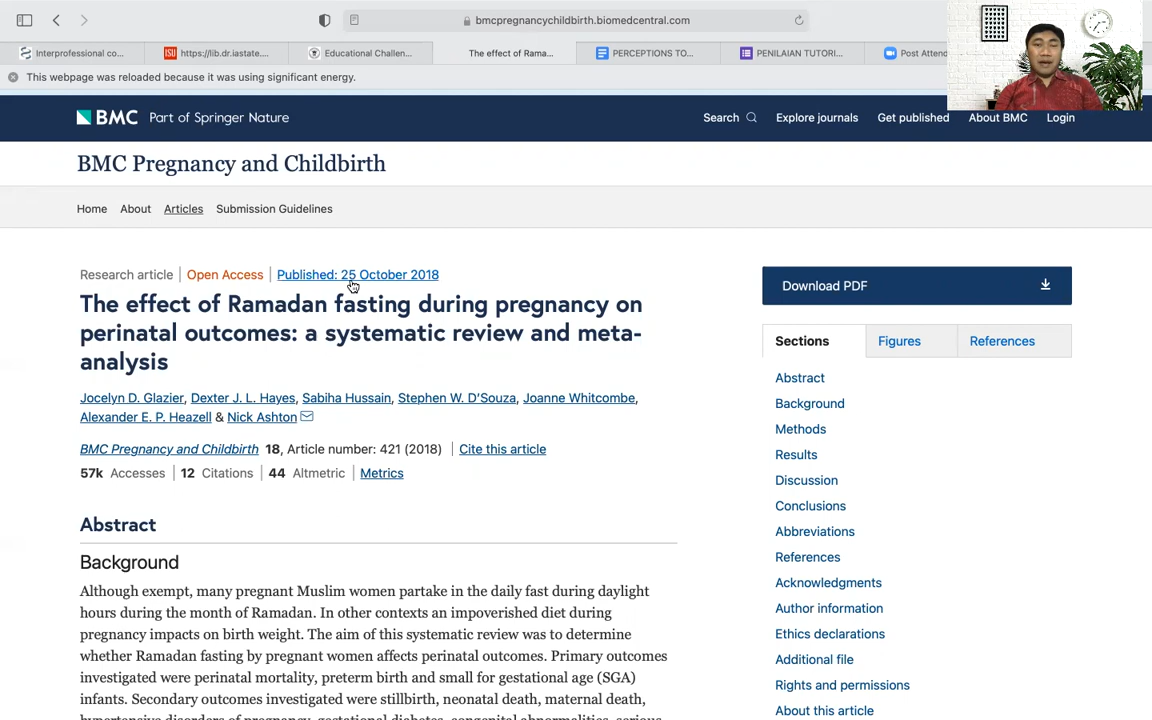 bmcpregnancychildbirth.biomedcentral.com
Interprofessional co...
ISU https://lib.dr.iastate....
Educational Challen...
The effect of Rama...
PERCEPTIONS TO...
PENILAIAN TUTORI...
Post Attend
This webpage was reloaded because it was using significant energy.
BMC Part of Springer Nature
Search Explore journals Get published About BMC Login
BMC Pregnancy and Childbirth
Home About Articles Submission Guidelines
Research article | Open Access | Published: 25 October 2018
The effect of Ramadan fasting during pregnancy on
perinatal outcomes: a systematic review and meta-
analysis
Jocelyn D. Glazier, Dexter J. L. Hayes, Sabiha Hussain, Stephen W. D’Souza, Joanne Whitcombe,
Alexander E. P. Heazell & Nick Ashton
BMC Pregnancy and Childbirth 18, Article number: 421 (2018) | Cite this article
57k Accesses | 12 Citations | 44 Altmetric | Metrics
Abstract
Background
Although exempt, many pregnant Muslim women partake in the daily fast during daylight
hours during the month of Ramadan. In other contexts an impoverished diet during
pregnancy impacts on birth weight. The aim of this systematic review was to determine
whether Ramadan fasting by pregnant women affects perinatal outcomes. Primary outcomes
investigated were perinatal mortality, preterm birth and small for gestational age (SGA)
infants. Secondary outcomes investigated were stillbirth, neonatal death, maternal death,
hypertensive disorders of pregnancy, gestational diabetes, congenital abnormalities, serious
Download PDF
Sections Figures References
Abstract
Background
Methods
Results
Discussion
Conclusions
Abbreviations
References
Acknowledgments
Author information
Ethics declarations
Additional file
Rights and permissions
About this article